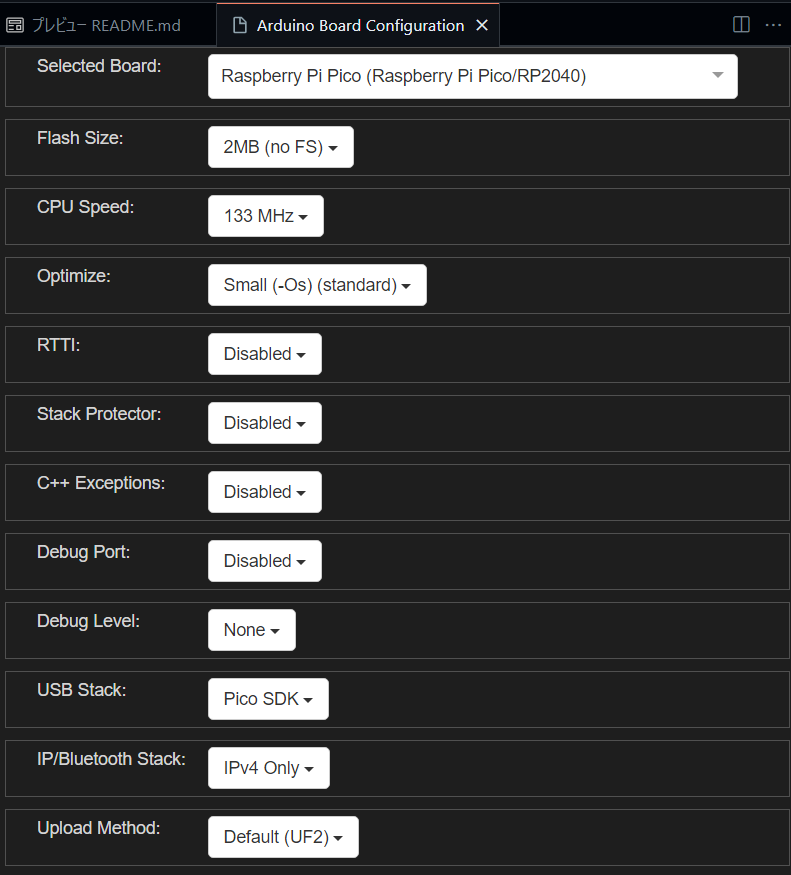 プレビュー README.md
Arduino Board Configuration
Selected Board: Raspberry Pi Pico (Raspberry Pi Pico/RP2040)
Flash Size: 2MB (no FS)
CPU Speed: 133 MHz
Optimize: Small (-Os) (standard)
RTTI: Disabled
Stack Protector: Disabled
C++ Exceptions: Disabled
Debug Port: Disabled
Debug Level: None
USB Stack: Pico SDK
IP/Bluetooth Stack: IPv4 Only
Upload Method: Default (UF2)